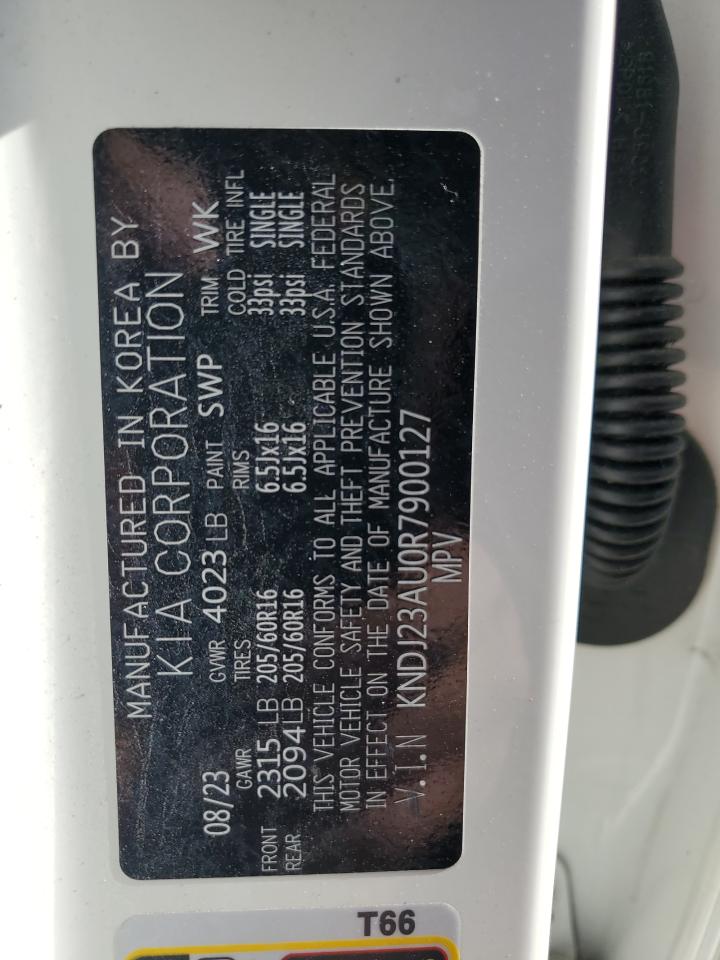 MANUFACTURED IN KOREA BY
KIA CORPORATION
08/23 GVWR 4023 LB PAINT SWP TRIM WK
GAWR TIRES RIMS COLD TIRE INFL
FRONT 2315 LB 205/60R16 6.5Jx16 33psi SINGLE
REAR 2094 LB 205/60R16 6.5Jx16 33psi SINGLE
THIS VEHICLE CONFORMS TO ALL APPLICABLE U.S.A. FEDERAL
MOTOR VEHICLE SAFETY AND THEFT PREVENTION STANDARDS
IN EFFECT ON THE DATE OF MANUFACTURE SHOWN ABOVE.
V.I.N KNDJ23AU0R7900127
MPV
T66